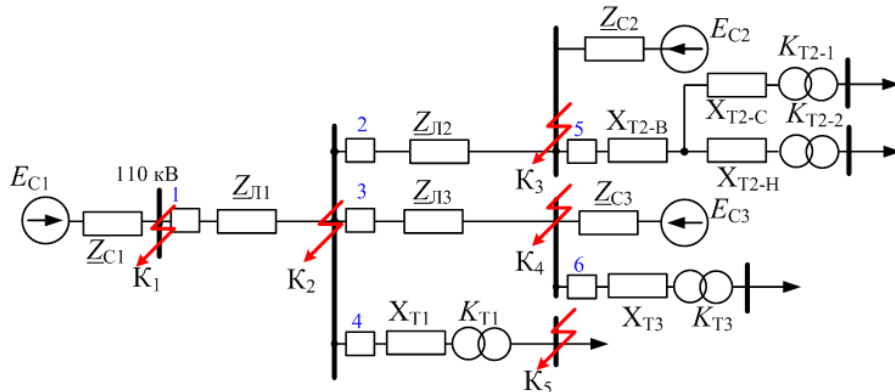 Z_C2
E_C2
K_T2-1
2
5
X_T2-В
X_T2-С
K_T2-2
Z_Л2
X_T2-Н
К_3
E_C1
110 кВ
1
Z_Л1
3
Z_Л3
Z_C3
E_C3
Z_C1
К_1
К_2
К_4
6
4
X_T1
K_T1
X_T3
K_T3
К_5